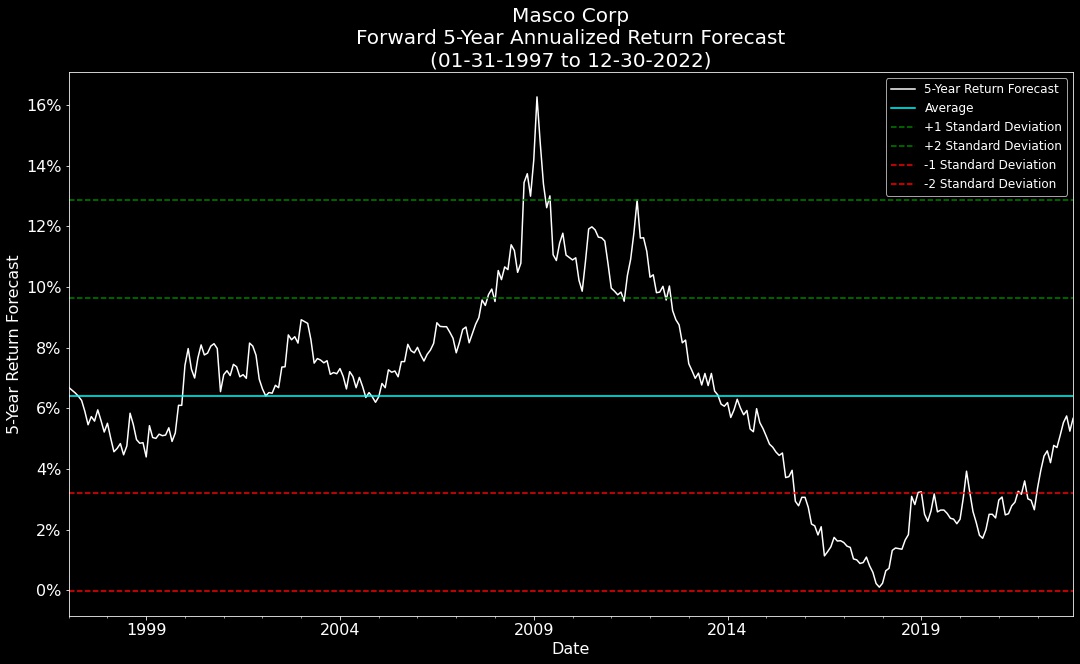 Masco Corp
Forward 5-Year Annualized Return Forecast
(01-31-1997 to 12-30-2022)
5-Year Return Forecast
Average
+1 Standard Deviation
+2 Standard Deviation
-1 Standard Deviation
-2 Standard Deviation
5-Year Return Forecast
16%
14%
12%
10%
8%
6%
4%
2%
0%
1999 2004 2009 2014 2019
Date